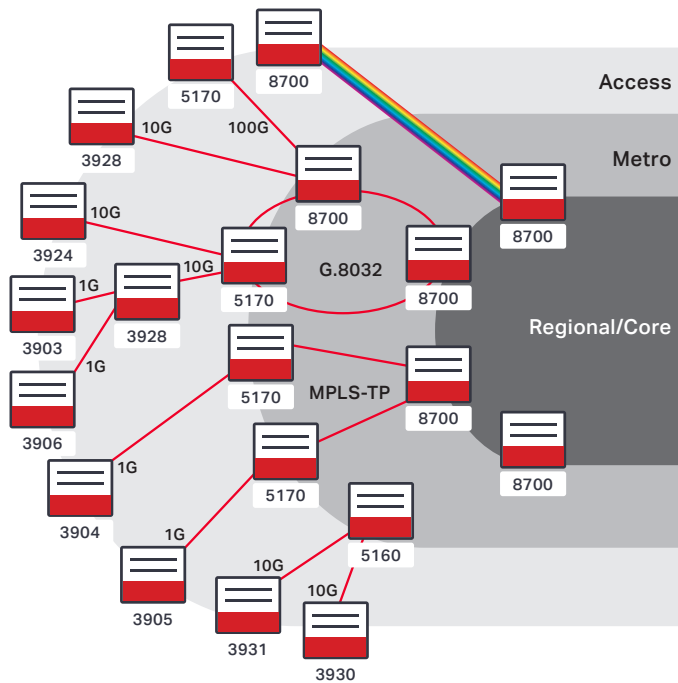 8700
5170
Access
10G
100G
3928
Metro
8700
8700
10G
3924
G.8032
10G
5170
8700
1G
3903
3928
Regional/Core
1G
5170
MPLS-TP
8700
3906
1G
5170
8700
3904
1G
5160
10G
10G
3905
3931
3930